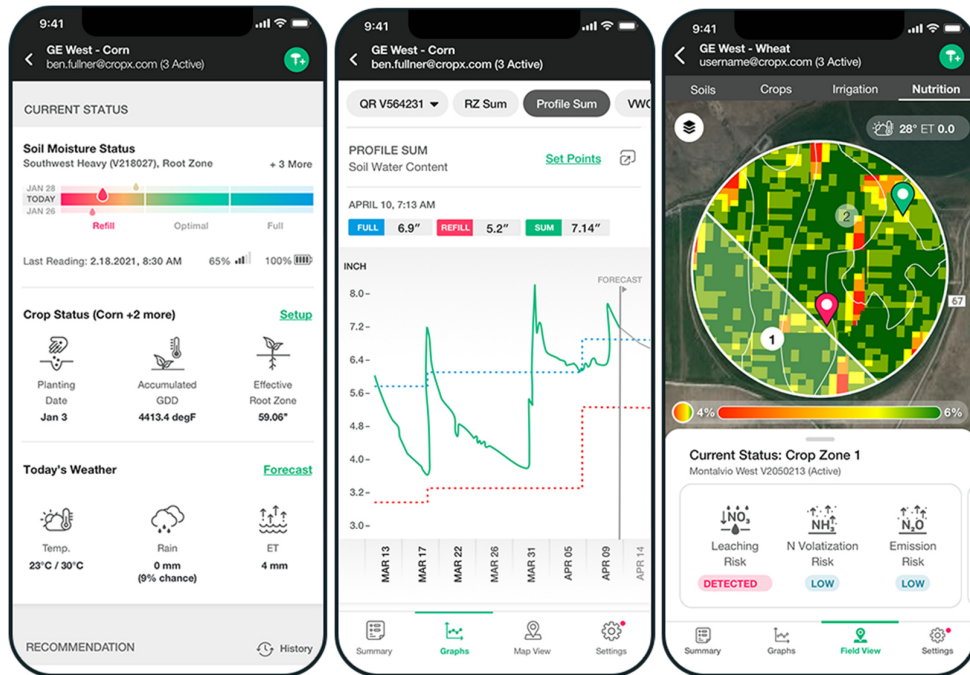 9:41
GE West - Corn
ben.fullner@cropx.com (3 Active)
CURRENT STATUS
Soil Moisture Status
Southwest Heavy (V218027), Root Zone
+ 3 More
JAN 28
TODAY
JAN 26
Refill Optimal Full
Last Reading: 2.18.2021, 8:30 AM 65% 100%
Crop Status (Corn +2 more) Setup
Planting Date
Jan 3
Accumulated GDD
4413.4 degF
Effective Root Zone
59.06"
Today's Weather Forecast
Temp.
23°C / 30°C
Rain
0 mm
(9% chance)
ET
4 mm
RECOMMENDATION History
9:41
GE West - Corn
ben.fullner@cropx.com (3 Active)
QR V564231 RZ Sum Profile Sum VWC
PROFILE SUM
Soil Water Content
Set Points
APRIL 10, 7:13 AM
FULL 6.9" REFILL 5.2" SUM 7.14"
INCH
FORECAST
8.0
7.2
6.4
5.6
4.8
4.0
3.2
3.0
MAR 13 MAR 17 MAR 22 MAR 26 MAR 31 APR 05 APR 09 APR 14
Summary Graphs Map View Settings
9:41
GE West - Wheat
username@cropx.com (3 Active)
Soils Crops Irrigation Nutrition
28° ET 0.0
2
67
1
4% 6%
Current Status: Crop Zone 1
Montalvio West V2050213 (Active)
NO₃
Leaching Risk
DETECTED
NH₃
N Volatization Risk
LOW
N₂O
Emission Risk
LOW
Summary Graphs Field View Settings